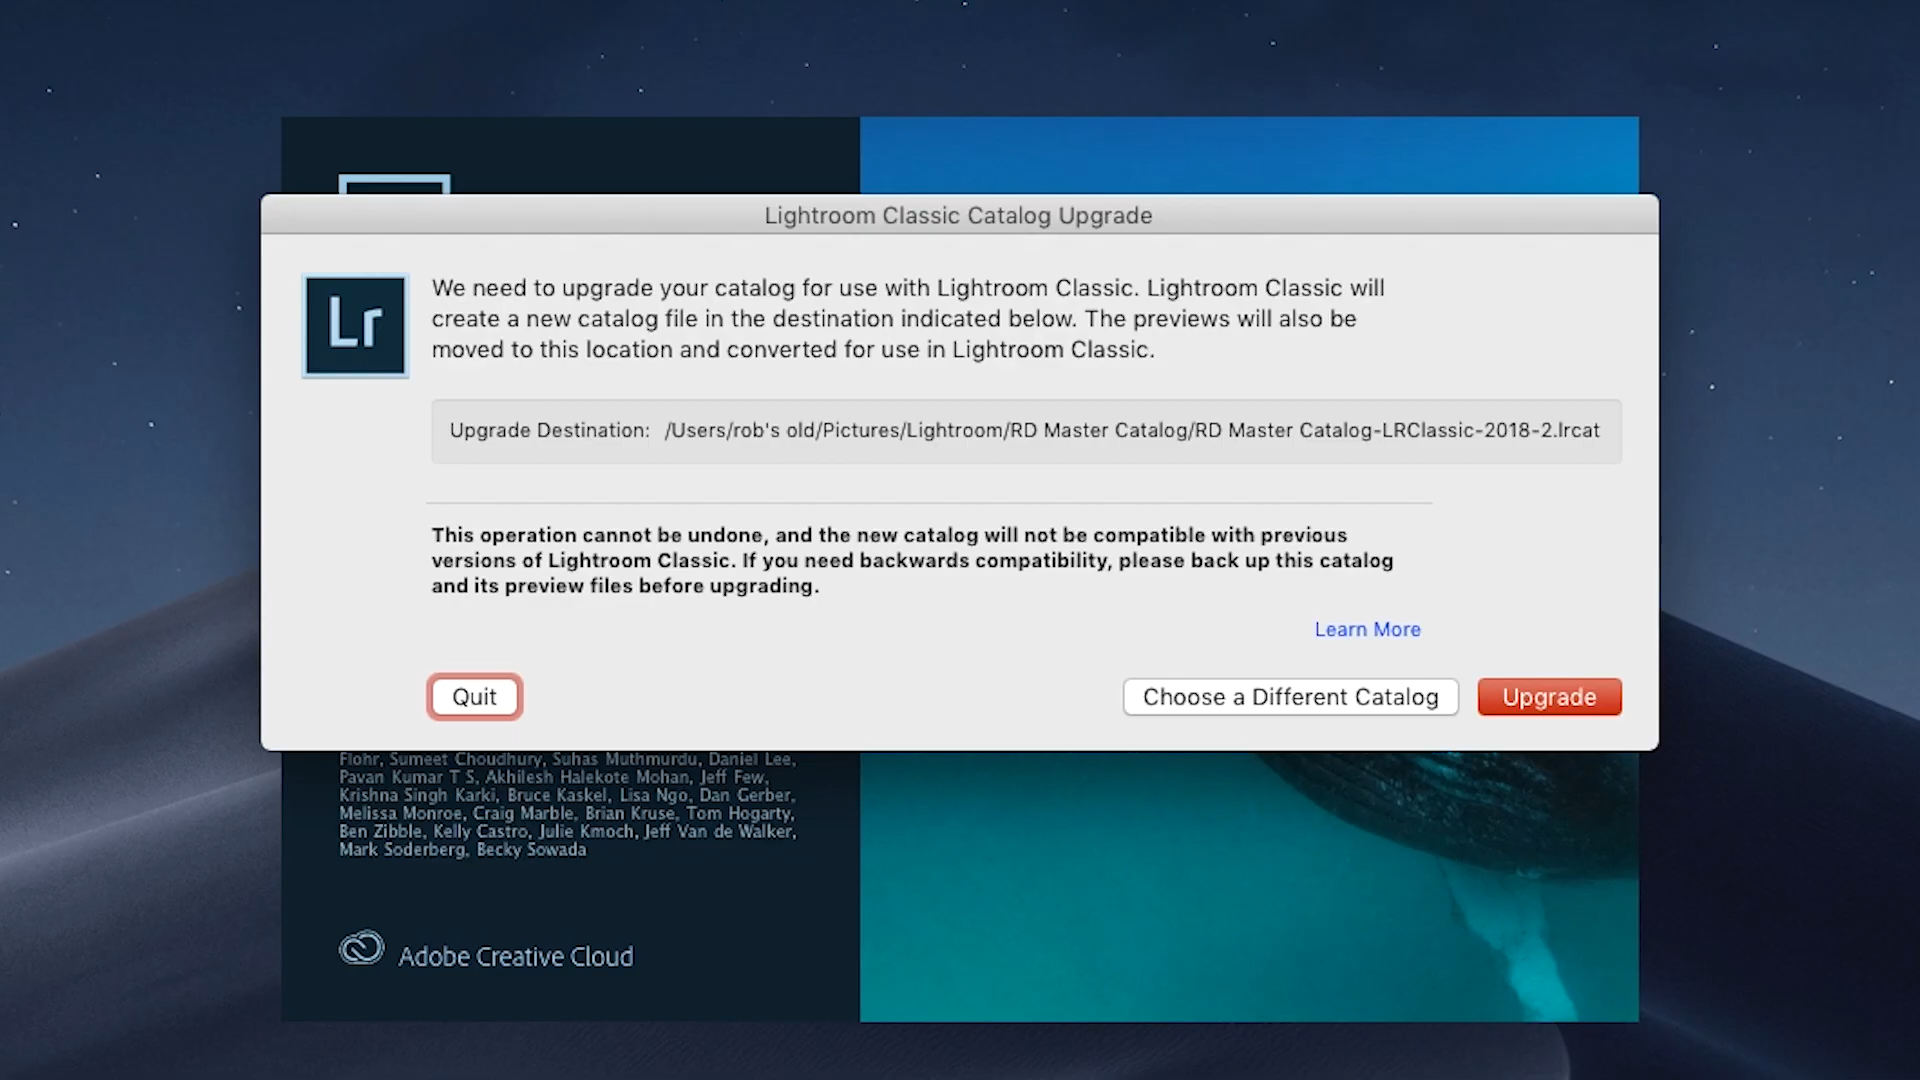 Lightroom Classic Catalog Upgrade
Lr
We need to upgrade your catalog for use with Lightroom Classic. Lightroom Classic will
create a new catalog file in the destination indicated below. The previews will also be
moved to this location and converted for use in Lightroom Classic.
Upgrade Destination: /Users/rob's old/Pictures/Lightroom/RD Master Catalog/RD Master Catalog-LRClassic-2018-2.lrcat
This operation cannot be undone, and the new catalog will not be compatible with previous
versions of Lightroom Classic. If you need backwards compatibility, please back up this catalog
and its preview files before upgrading.
Learn More
Quit
Choose a Different Catalog
Upgrade
Flohr, Sumeet Choudhury, Suhas Muthmurdu, Daniel Lee,
Pavan Kumar T S, Akhilesh Halekote Mohan, Jeff Few,
Krishna Singh Karki, Bruce Kaskel, Lisa Ngo, Dan Gerber,
Melissa Monroe, Craig Marble, Brian Kruse, Tom Hogarty,
Ben Zibble, Kelly Castro, Julie Kmoch, Jeff Van de Walker,
Mark Soderberg, Becky Sowada
Adobe Creative Cloud